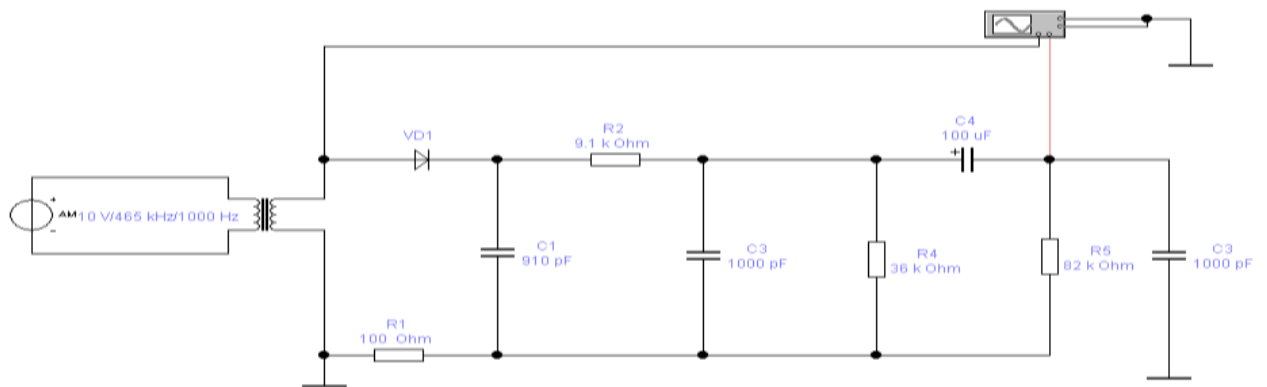 C4
100 uF
R2
9.1 k Ohm
VD1
+
+
AM 10 V/465 kHz/1000 Hz
-
C1
910 pF
C3
1000 pF
R4
36 k Ohm
R5
82 k Ohm
C3
1000 pF
R1
100 Ohm